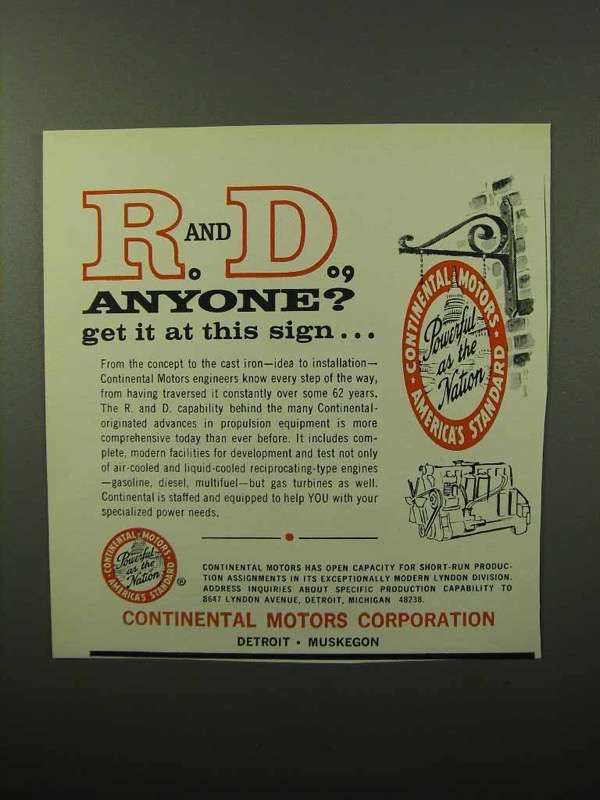 R. AND D.,
ANYONE?
get it at this sign...
From the concept to the cast iron—idea to installation—
Continental Motors engineers know every step of the way,
from having traversed it constantly over some 62 years.
The R. and D. capability behind the many Continental-
originated advances in propulsion equipment is more
comprehensive today than ever before. It includes com-
plete, modern facilities for development and test not only
of air-cooled and liquid-cooled reciprocating-type engines
—gasoline, diesel, multifuel—but gas turbines as well.
Continental is staffed and equipped to help YOU with your
specialized power needs.
CONTINENTAL MOTORS
Powerful
as the
Nation
AMERICA'S STANDARD
CONTINENTAL MOTORS
Powerful
as the
Nation
AMERICA'S STANDARD
®
CONTINENTAL MOTORS HAS OPEN CAPACITY FOR SHORT-RUN PRODUC-
TION ASSIGNMENTS IN ITS EXCEPTIONALLY MODERN LYNDON DIVISION.
ADDRESS INQUIRIES ABOUT SPECIFIC PRODUCTION CAPABILITY TO
8647 LYNDON AVENUE, DETROIT, MICHIGAN 48238.
CONTINENTAL MOTORS CORPORATION
DETROIT • MUSKEGON